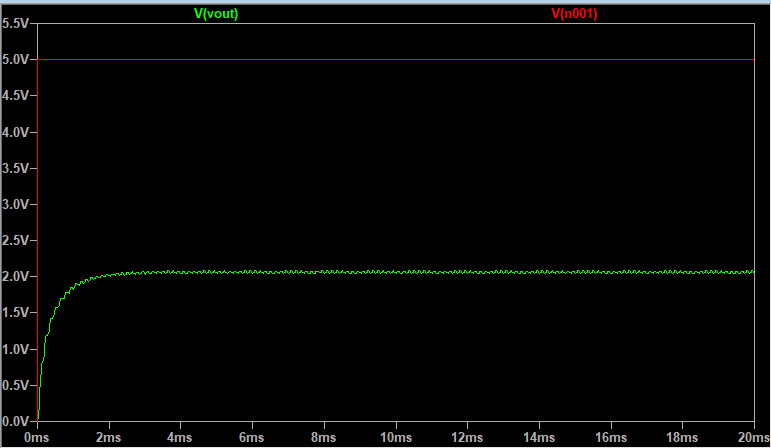 V(vout) V(n001)
5.5V
5.0V
4.5V
4.0V
3.5V
3.0V
2.5V
2.0V
1.5V
1.0V
0.5V
0.0V
0ms 2ms 4ms 6ms 8ms 10ms 12ms 14ms 16ms 18ms 20ms